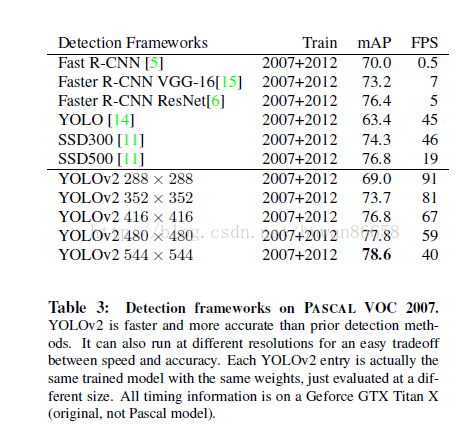 Detection Frameworks Train mAP FPS
Fast R-CNN [5] 2007+2012 70.0 0.5
Faster R-CNN VGG-16[15] 2007+2012 73.2 7
Faster R-CNN ResNet[6] 2007+2012 76.4 5
YOLO [14] 2007+2012 63.4 45
SSD300 [11] 2007+2012 74.3 46
SSD500 [11] 2007+2012 76.8 19
YOLOv2 288 × 288 2007+2012 69.0 91
YOLOv2 352 × 352 2007+2012 73.7 81
YOLOv2 416 × 416 2007+2012 76.8 67
YOLOv2 480 × 480 2007+2012 77.8 59
YOLOv2 544 × 544 2007+2012 78.6 40
Table 3: Detection frameworks on PASCAL VOC 2007.
YOLOv2 is faster and more accurate than prior detection meth-
ods. It can also run at different resolutions for an easy tradeoff
between speed and accuracy. Each YOLOv2 entry is actually the
same trained model with the same weights, just evaluated at a dif-
ferent size. All timing information is on a Geforce GTX Titan X
(original, not Pascal model).